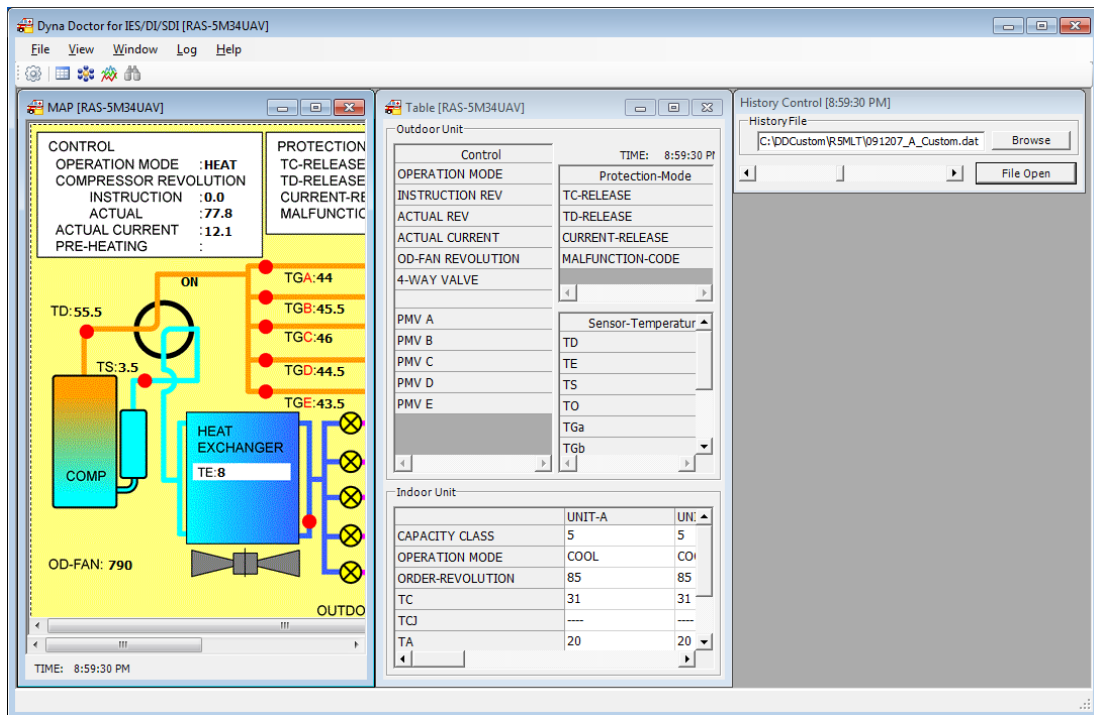 Dyna Doctor for IES/DI/SDI [RAS-5M34UAV]
File View Window Log Help
MAP [RAS-5M34UAV]
CONTROL
OPERATION MODE :HEAT
COMPRESSOR REVOLUTION
INSTRUCTION :0.0
ACTUAL :77.8
ACTUAL CURRENT :12.1
PRE-HEATING :
PROTECTION
TC-RELEASE
TD-RELEASE
CURRENT-RE
MALFUNCTIC
ON
TGA:44
TD:55.5
TGB:45.5
TGC:46
TS:3.5
TGD:44.5
TGE:43.5
HEAT
EXCHANGER
TE:8
COMP
OD-FAN: 790
OUTDO
TIME: 8:59:30 PM
Table [RAS-5M34UAV]
Outdoor Unit
Control
OPERATION MODE
INSTRUCTION REV
ACTUAL REV
ACTUAL CURRENT
OD-FAN REVOLUTION
4-WAY VALVE
PMV A
PMV B
PMV C
PMV D
PMV E
TIME: 8:59:30 PM
Protection-Mode
TC-RELEASE
TD-RELEASE
CURRENT-RELEASE
MALFUNCTION-CODE
Sensor-Temperatur
TD
TE
TS
TO
TGa
TGb
Indoor Unit
UNIT-A UNI
CAPACITY CLASS 5 5
OPERATION MODE COOL CO
ORDER-REVOLUTION 85 85
TC 31 31
TCJ ---- ----
TA 20 20
History Control [8:59:30 PM]
HistoryFile
C:\DDCustom\R5MLT\091207_A_Custom.dat Browse
File Open